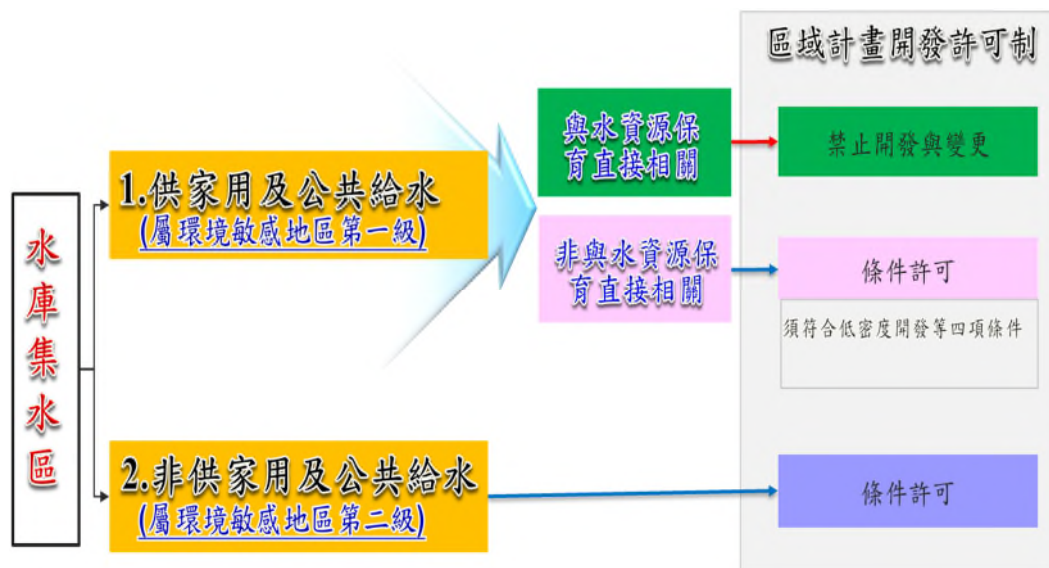 區域計畫開發許可制
水庫集水區
1.供家用及公共給水
(屬環境敏感地區第一級)
與水資源保
育直接相關
禁止開發與變更
非與水資源保
育直接相關
條件許可
須符合低密度開發等四項條件
2.非供家用及公共給水
(屬環境敏感地區第二級)
條件許可